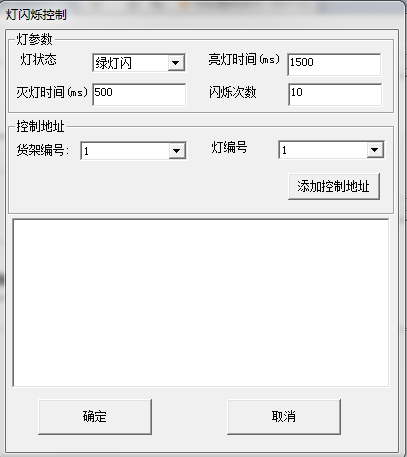 灯闪烁控制
灯参数
灯状态 绿灯闪 亮灯时间(ms) 1500
灭灯时间(ms) 500 闪烁次数 10
控制地址
货架编号: 1 灯编号 1
添加控制地址
确定 取消